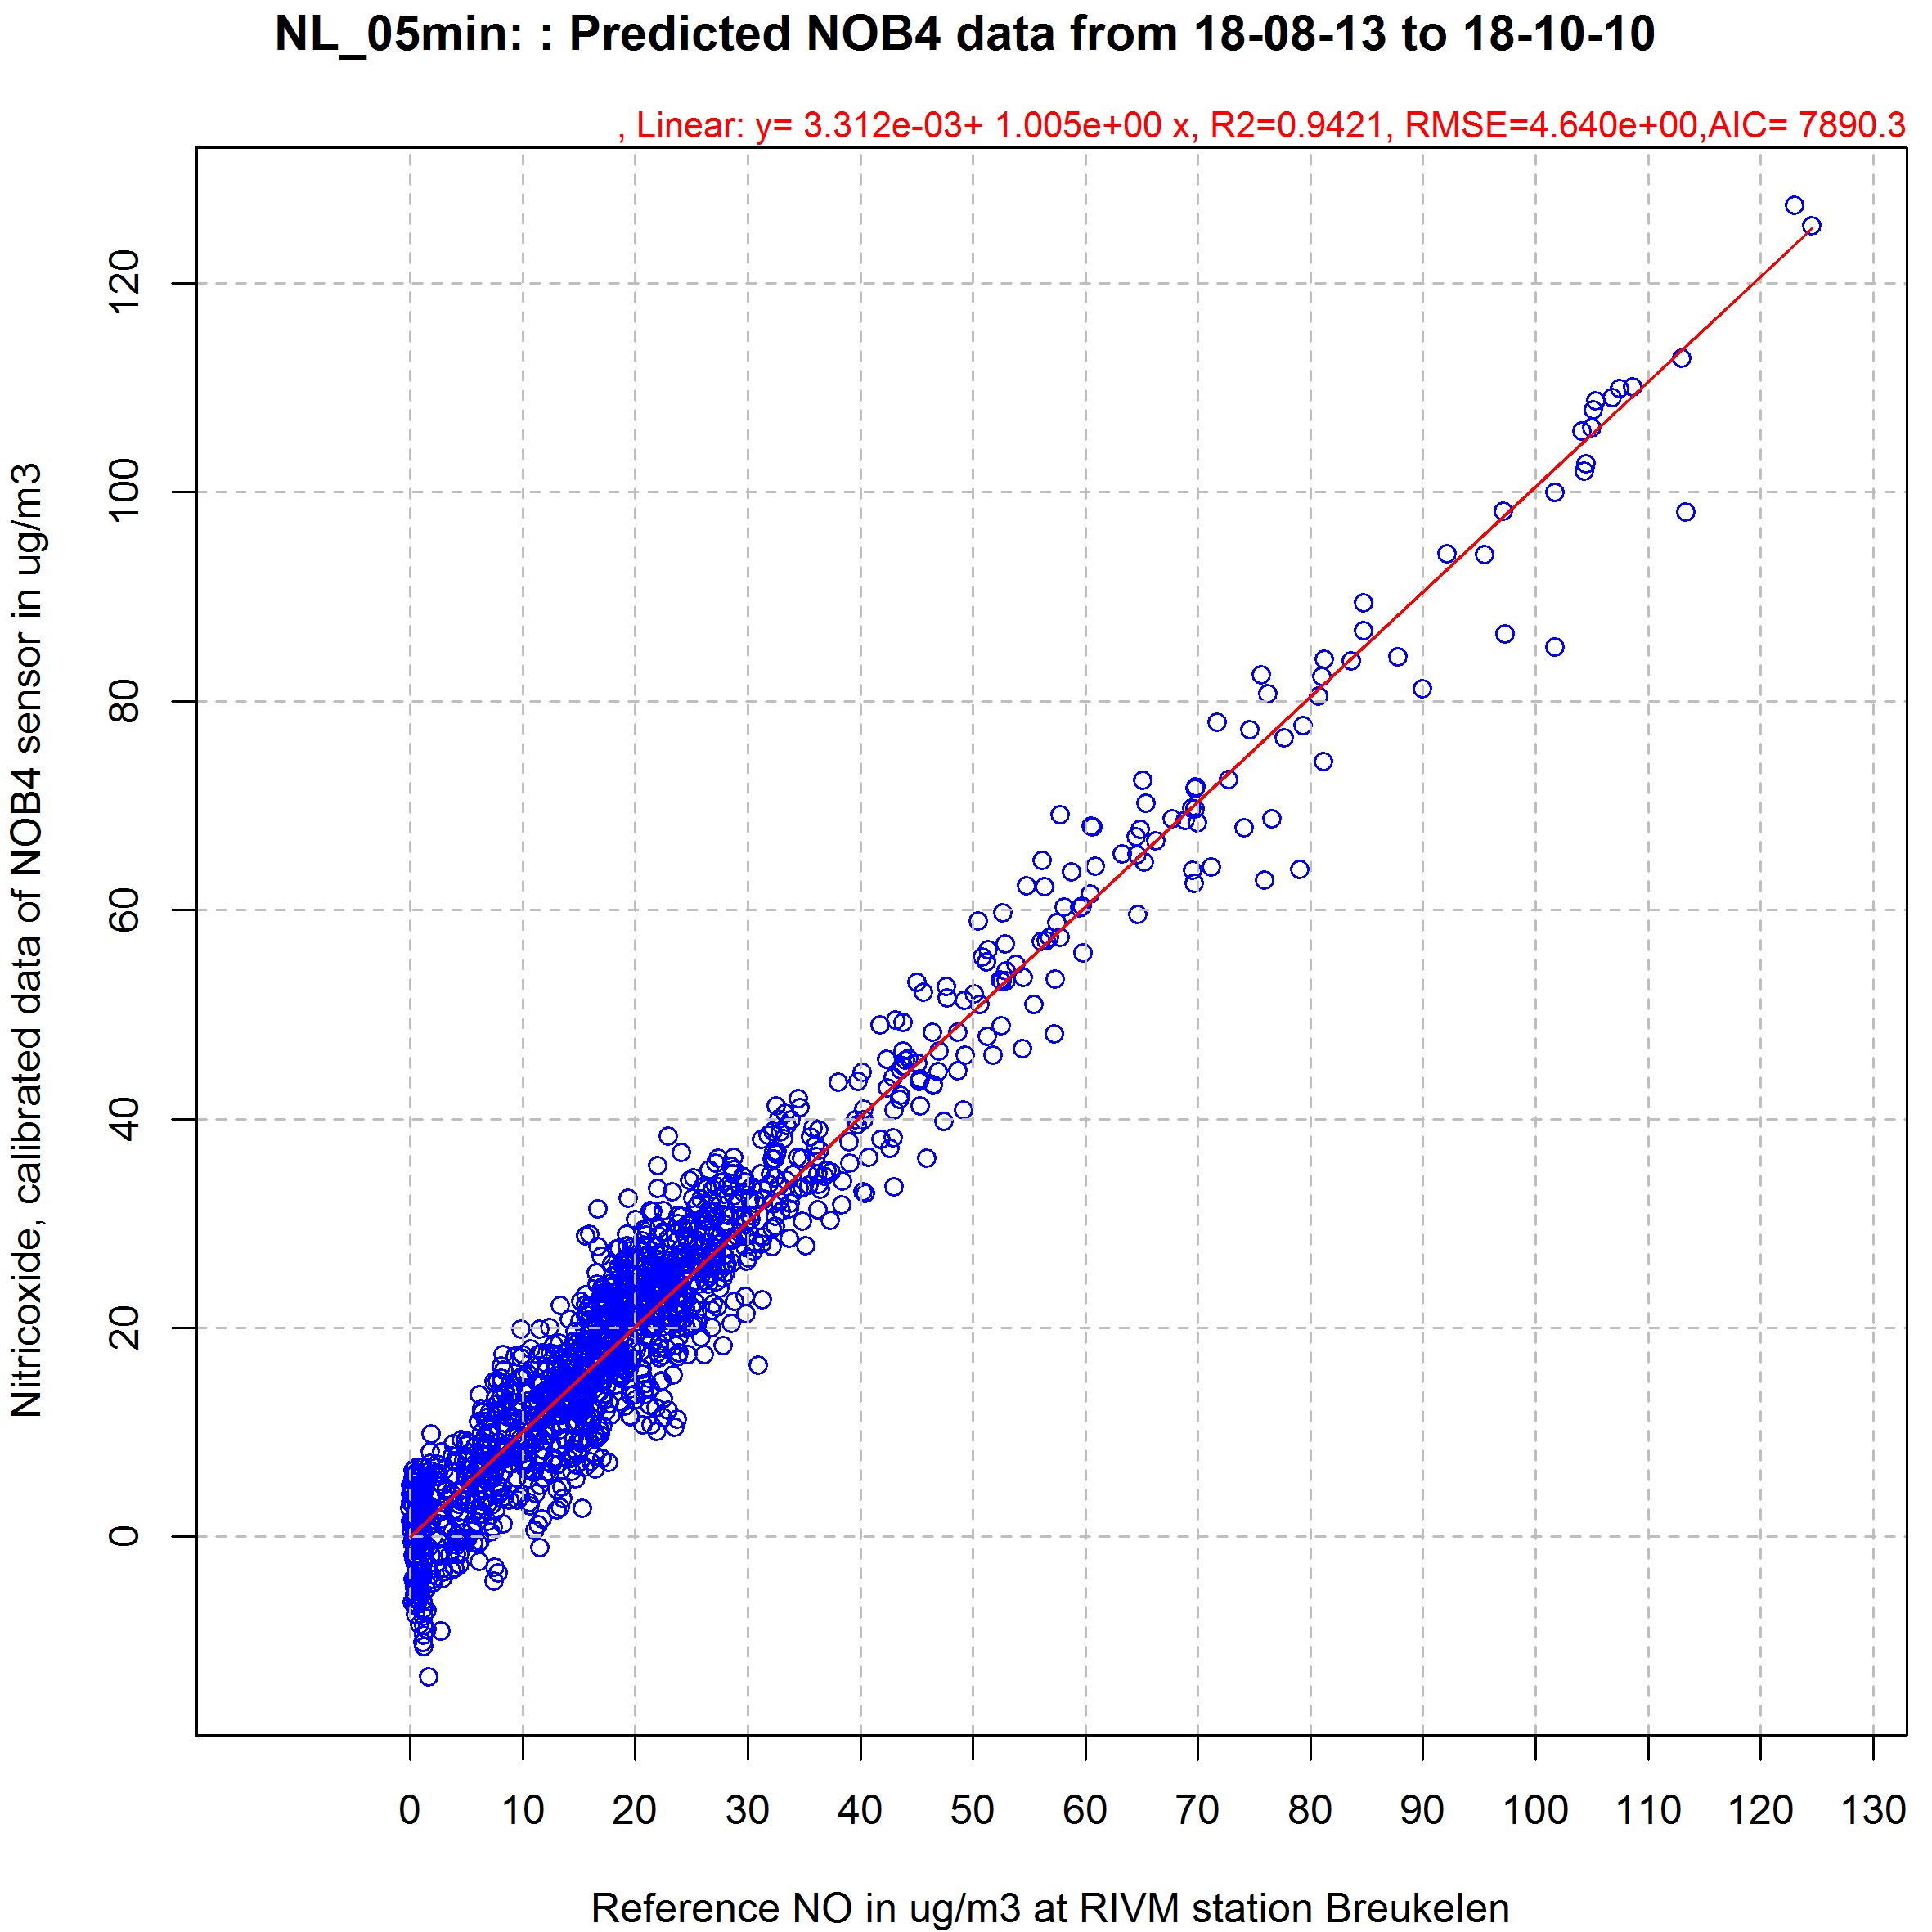 NL_05min: : Predicted NOB4 data from 18-08-13 to 18-10-10
, Linear: y= 3.312e-03+ 1.005e+00 x, R2=0.9421, RMSE=4.640e+00,AIC= 7890.3
Nitricoxide, calibrated data of NOB4 sensor in ug/m3
120
100
80
60
40
20
0
0 10 20 30 40 50 60 70 80 90 100 110 120 130
Reference NO in ug/m3 at RIVM station Breukelen